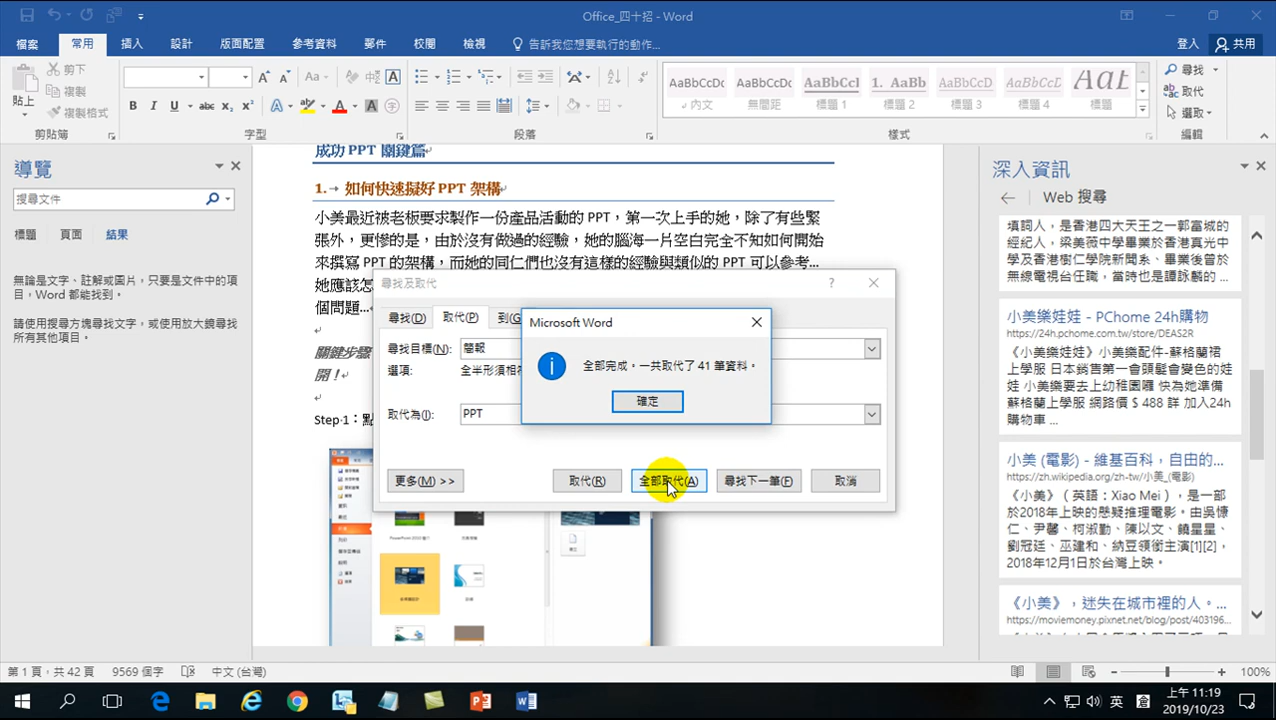 Office_四十招 - Word
檔案 常用 插入 設計 版面配置 參考資料 郵件 校閱 檢視 告訴我您想要執行的動作... 登入 共用
貼上 剪下 複製 複製格式
剪貼簿 字型 段落
AaBbCcDc AaBbCcDc AaBbCcI 1. AaBb AaBbCcD AaBbCcD Aat
內文 無間距 標題 1 標題 2 標題 3 標題 4 標題
樣式
尋找 取代 選取
編輯
導覽
搜尋文件
標題 頁面 結果
無論是文字、註解或圖片，只要是文件中的項
目，Word 都能找到。
請使用搜尋方塊尋找文字，或使用放大鏡尋找
所有其他項目。
成功 PPT 關鍵篇
1. 如何快速擬好 PPT 架構
小美最近被老板要求製作一份產品活動的 PPT，第一次上手的她，除了有些緊
張外，更慘的是，由於沒有做過的經驗，她的腦海一片空白完全不知如何開始
來撰寫 PPT 的架構，而她的同仁們也沒有這樣的經驗與類似的 PPT 可以參考...
她應該怎
個問題...
關鍵步驟
開！
Step-1：點
尋找及取代
尋找(D) 取代(P) 到(G
尋找目標(N): 簡報
選項: 全半形須相符
取代為(I): PPT
更多(M) >> 取代(R) 全部取代(A) 尋找下一筆(F) 取消
Microsoft Word
全部完成。一共取代了 41 筆資料。
確定
深入資訊
Web 搜尋
填詞人，是香港四大天王之一郭富城的
經紀人，梁美薇中學畢業於香港真光中
學及香港樹仁學院新聞系、畢業後曾於
無線電視台任職，當時也是譚詠麟的...
小美樂娃娃 - PChome 24h購物
https://24h.pchome.com.tw/store/DEAS2R
《小美樂娃娃》小美樂配件-蘇格蘭裙
上學服 日本銷售第一會頭髮會變色的娃
娃 小美樂要去上幼稚園囉 快為她準備
蘇格蘭上學服 網路價 $ 488 詳 加入24h
購物車 ...
小美 (電影) - 維基百科，自由的...
https://zh.wikipedia.org/zh-tw/小美_(電影)
《小美》（英語：Xiao Mei），是一部
於2018年上映的懸疑推理電影。由吳慷
仁、尹馨、柯淑勤、陳以文、饒星星、
劉冠廷、巫建和、納豆領銜主演[1][2]，
2018年12月1日於台灣上映。
《小美》，迷失在城市裡的人。...
https://moviemoney.pixnet.net/blog/post/403196...
第 1 頁，共 42 頁 9569 個字 中文 (台灣) 100%
英 上午 11:19
2019/10/23